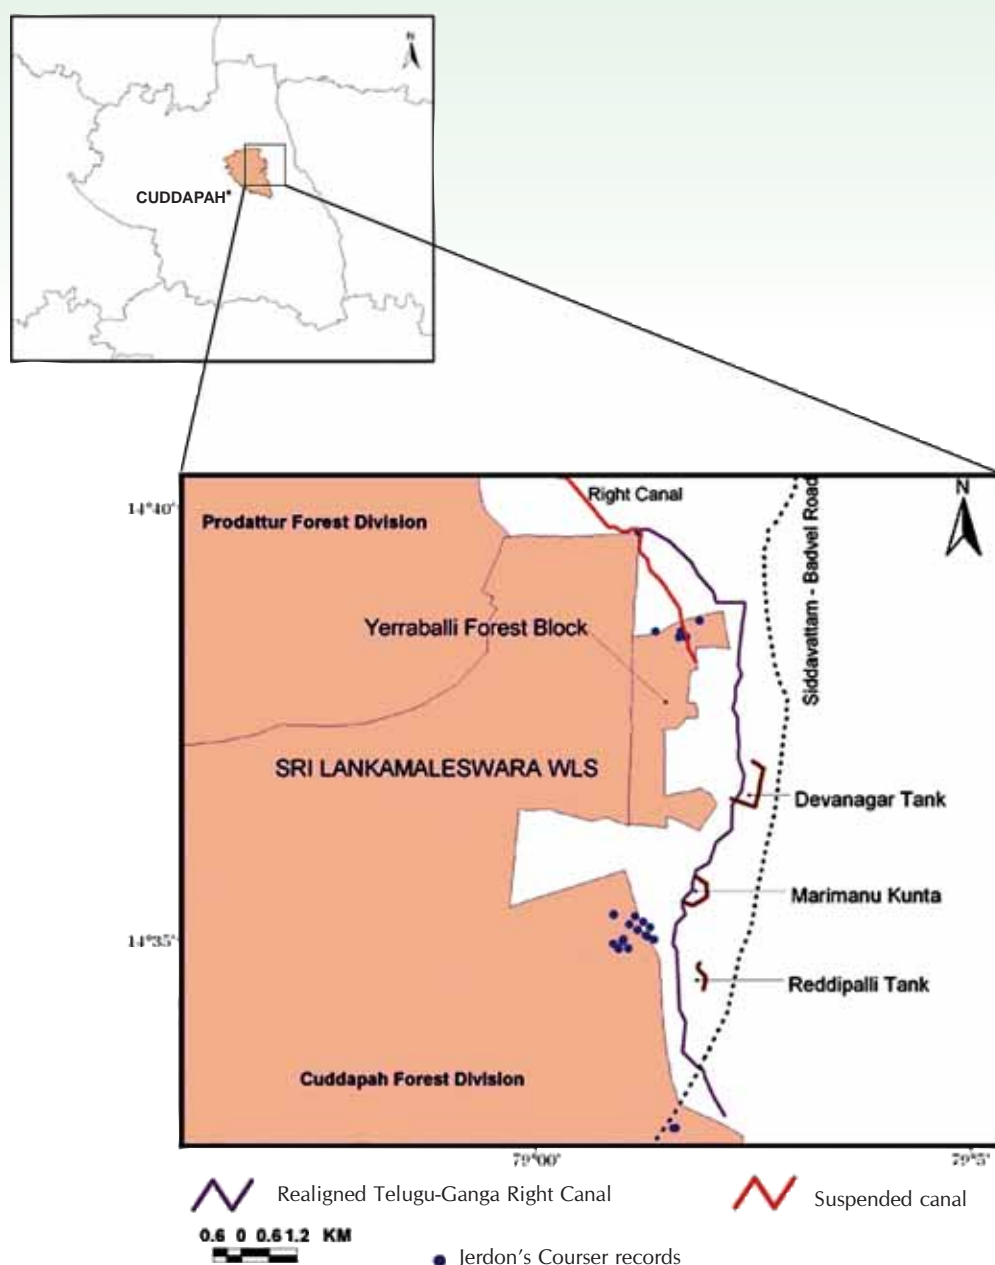 N
CUDDAPAH*
Right Canal
N
14°40'
Prodattur Forest Division
Siddavattam - Badvel Road
Yerraballi Forest Block
SRI LANKAMALESWARA WLS
Devanagar Tank
Marimanu Kunta
14°35'
Reddipalli Tank
Cuddapah Forest Division
79°00'
79°5'
Realigned Telugu-Ganga Right Canal
Suspended canal
0.6 0 0.6 1.2 KM
Jerdon's Courser records